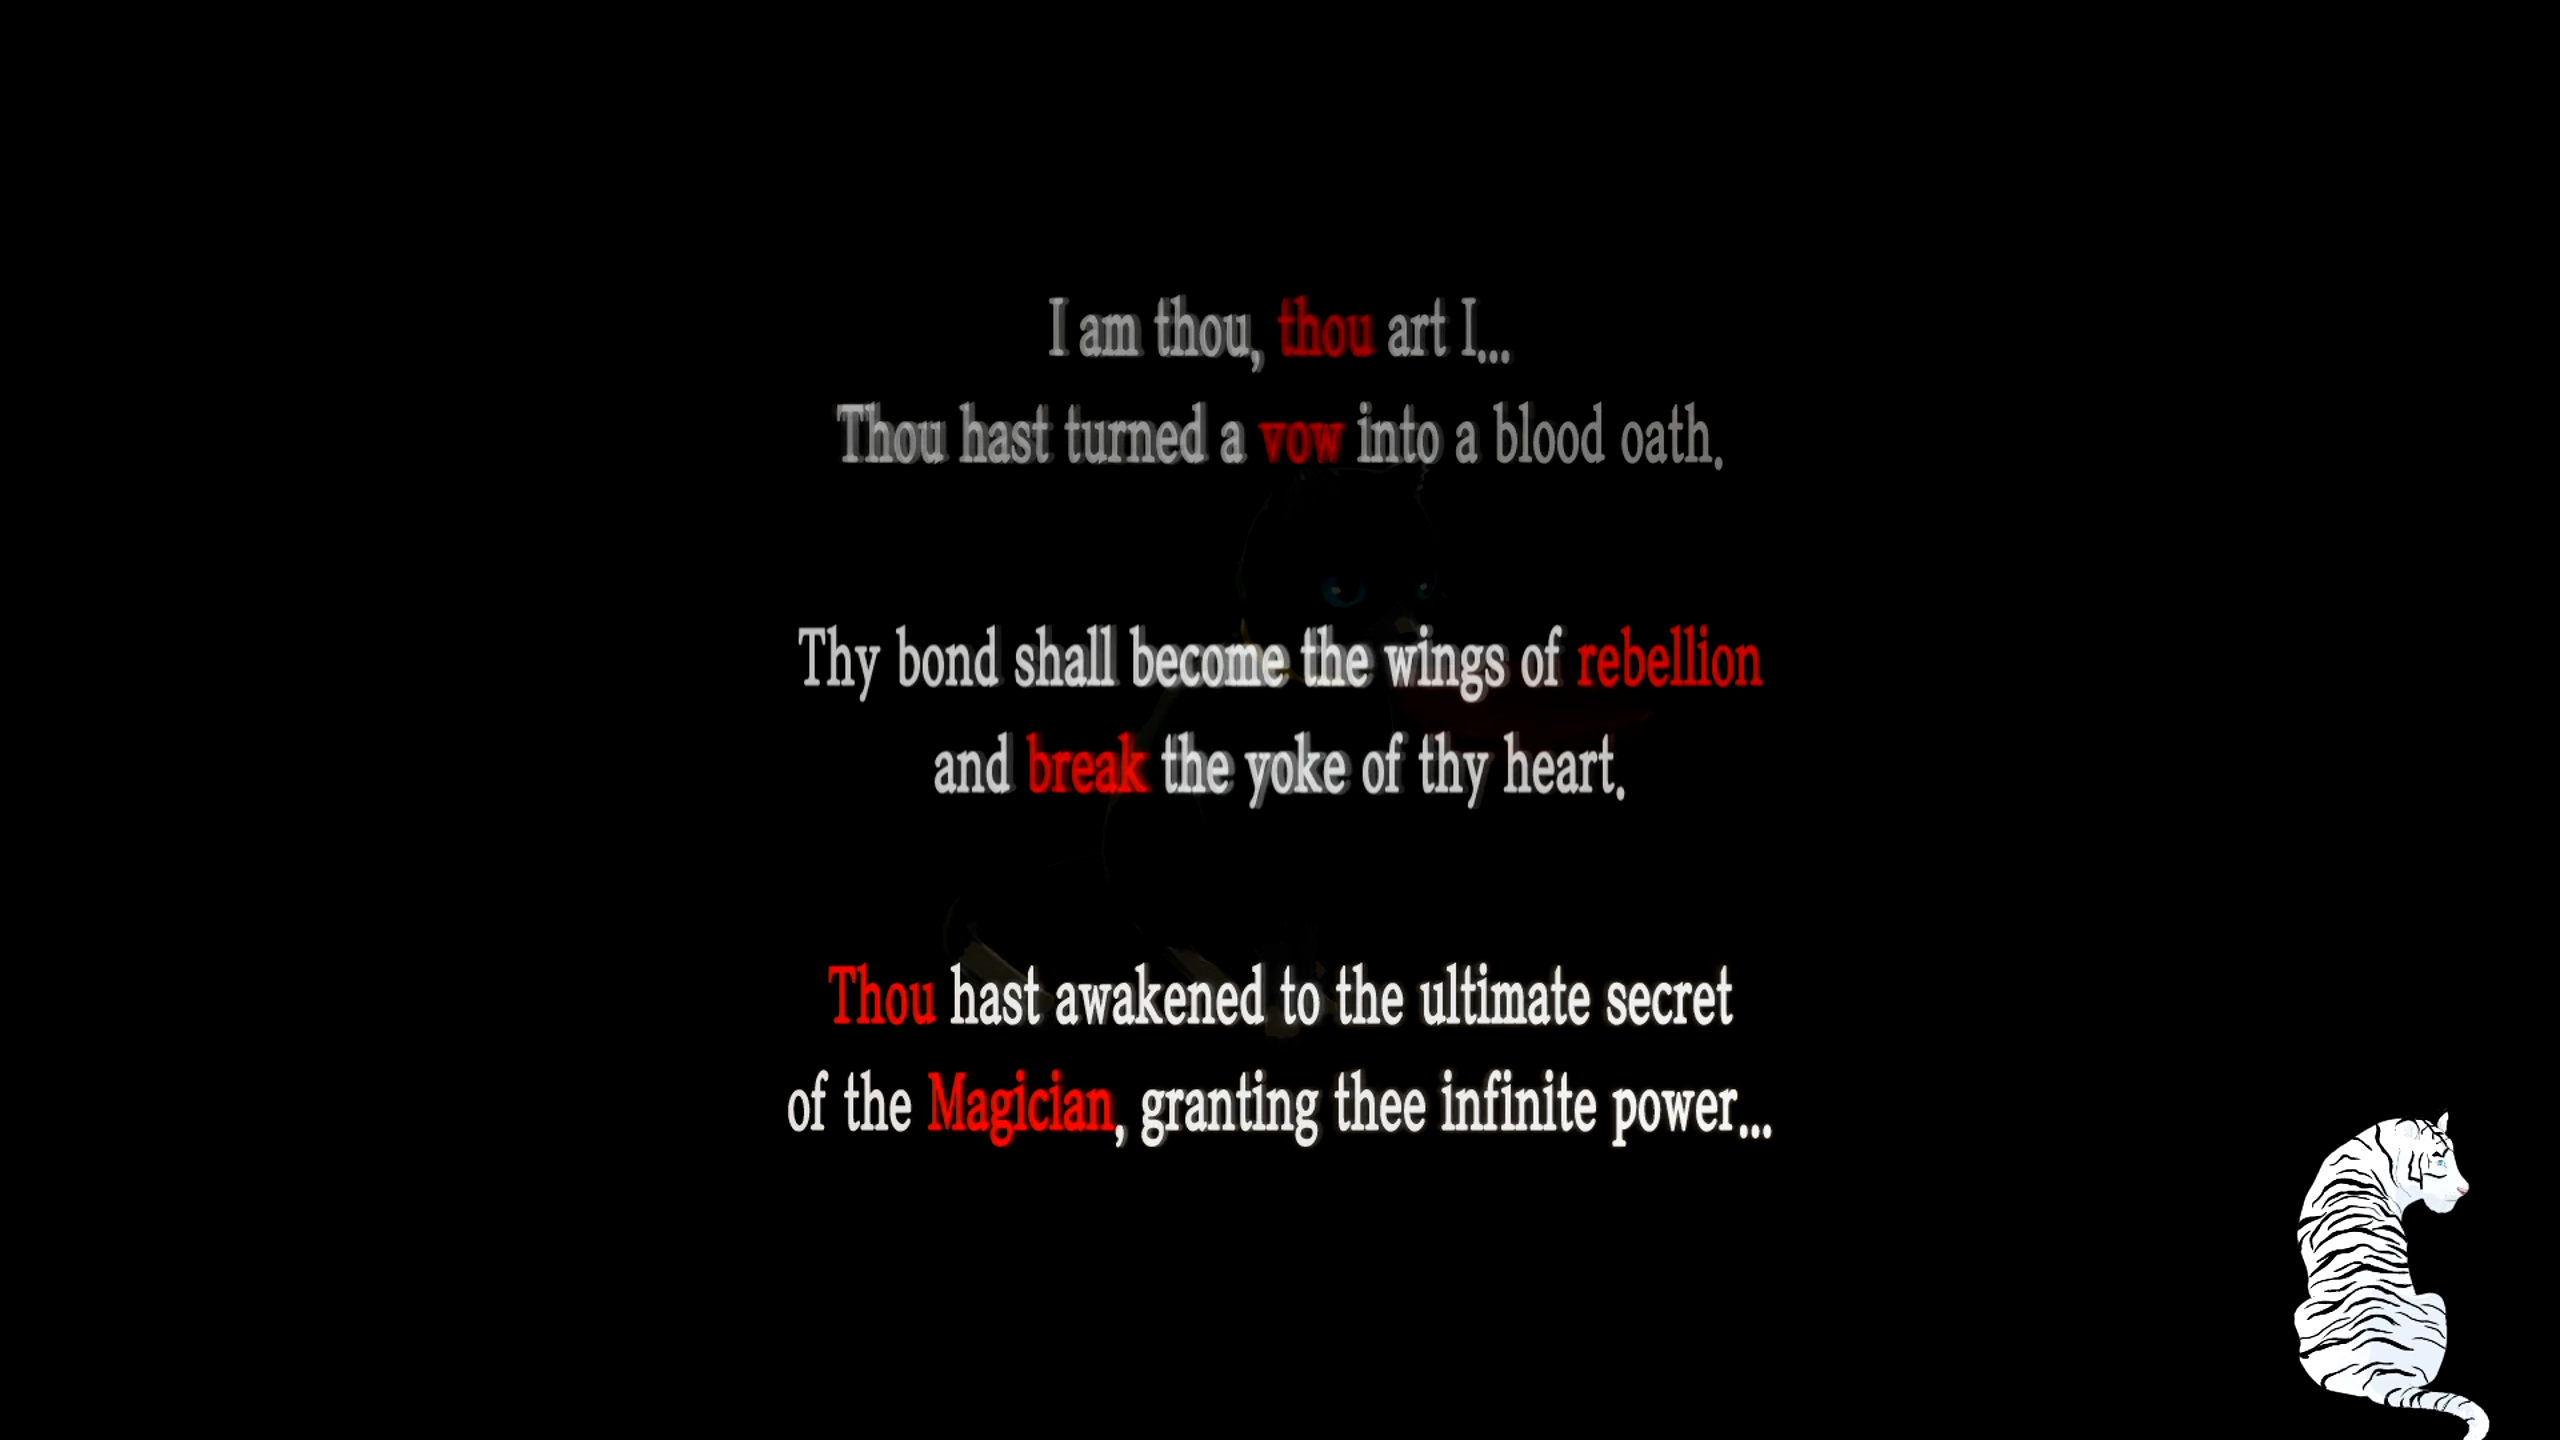 I am thou, thou art I...
Thou hast turned a vow into a blood oath.
Thy bond shall become the wings of rebellion
and break the yoke of thy heart.
Thou hast awakened to the ultimate secret
of the Magician, granting thee infinite power...